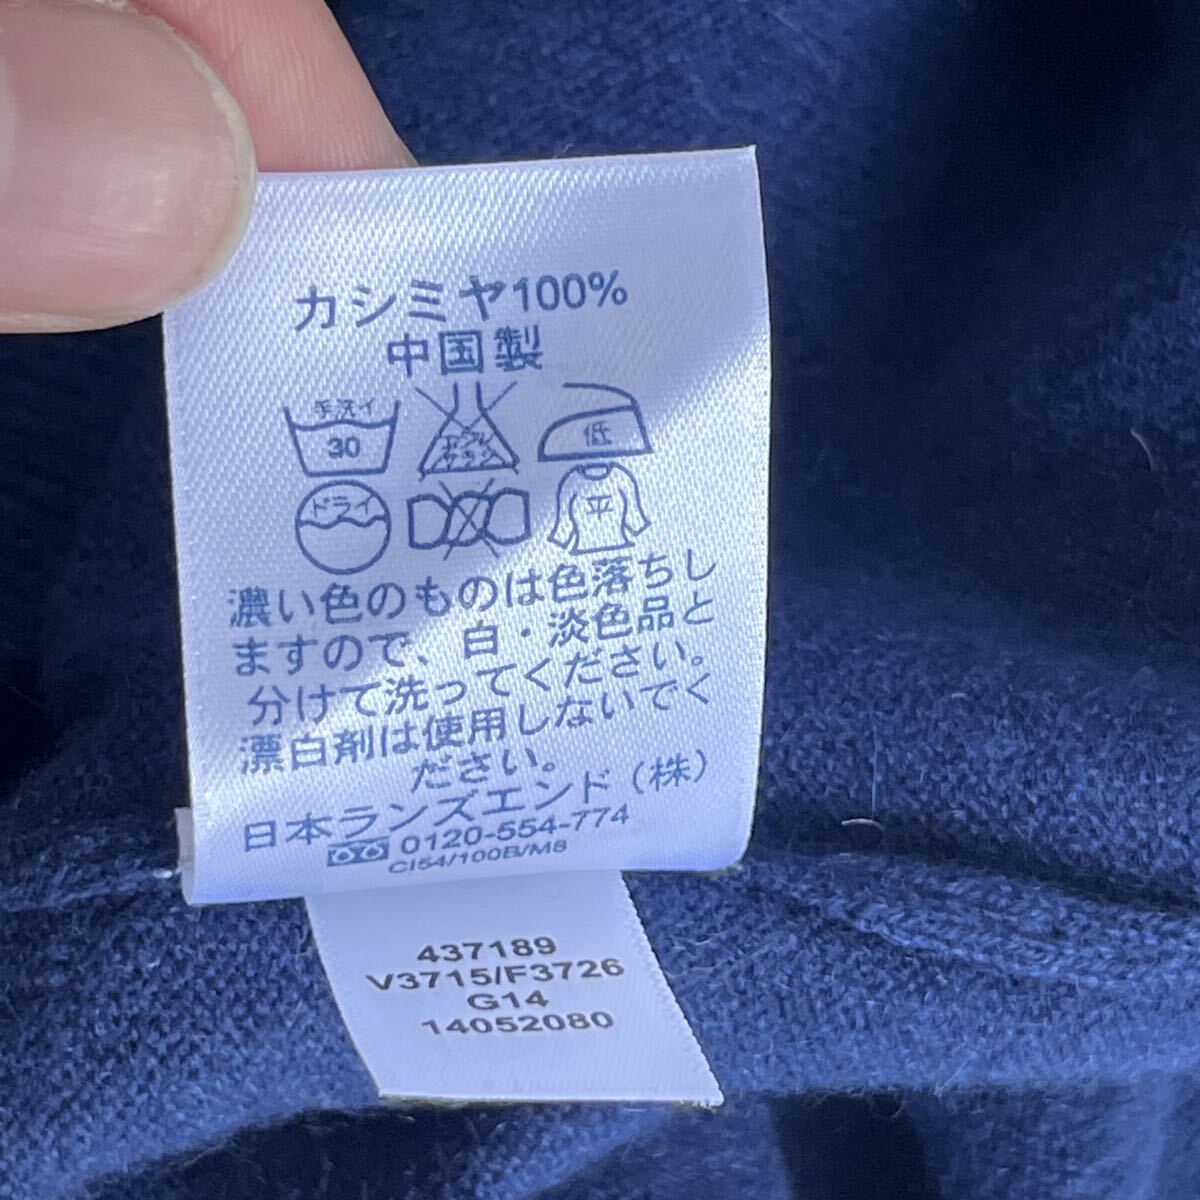 カシミヤ100%
中国製
手洗イ
30
エンソ
サラシ
低
ドライ
平
濃い色のものは色落ちし
ますので、白・淡色品と
分けて洗ってください。
漂白剤は使用しないでく
ださい。
日本ランズエンド（株）
0120-554-774
CI54/100B/M8
437189
V3715/F3726
G14
14052080